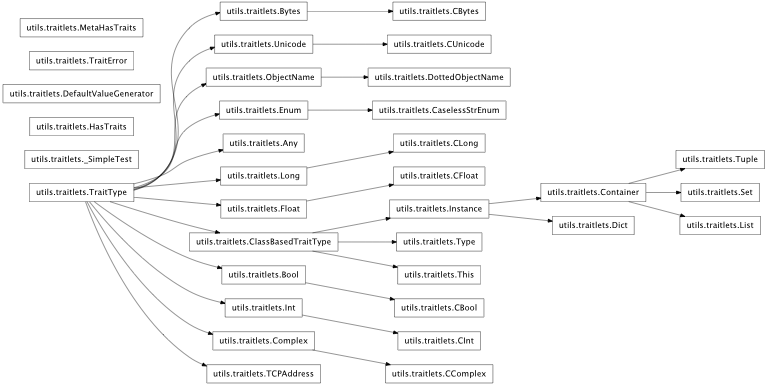 utils.traitlets.Bytes
utils.traitlets.CBytes
utils.traitlets.MetaHasTraits
utils.traitlets.Unicode
utils.traitlets.CUnicode
utils.traitlets.TraitError
utils.traitlets.ObjectName
utils.traitlets.DottedObjectName
utils.traitlets.DefaultValueGenerator
utils.traitlets.Enum
utils.traitlets.CaselessStrEnum
utils.traitlets.HasTraits
utils.traitlets.Any
utils.traitlets.CLong
utils.traitlets._SimpleTest
utils.traitlets.Tuple
utils.traitlets.Long
utils.traitlets.CFloat
utils.traitlets.TraitType
utils.traitlets.Container
utils.traitlets.Set
utils.traitlets.Float
utils.traitlets.Instance
utils.traitlets.Dict
utils.traitlets.List
utils.traitlets.ClassBasedTraitType
utils.traitlets.Type
utils.traitlets.Bool
utils.traitlets.This
utils.traitlets.Int
utils.traitlets.CBool
utils.traitlets.Complex
utils.traitlets.CInt
utils.traitlets.TCPAddress
utils.traitlets.CComplex